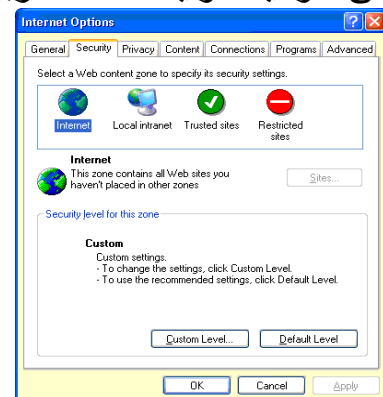 Internet Options
General Security Privacy Content Connections Programs Advanced
Select a Web content zone to specify its security settings.
Internet Local intranet Trusted sites Restricted sites
Internet
This zone contains all Web sites you
haven't placed in other zones
Sites...
Security level for this zone
Custom
Custom settings.
- To change the settings, click Custom Level.
- To use the recommended settings, click Default Level.
Custom Level... Default Level
OK Cancel Apply